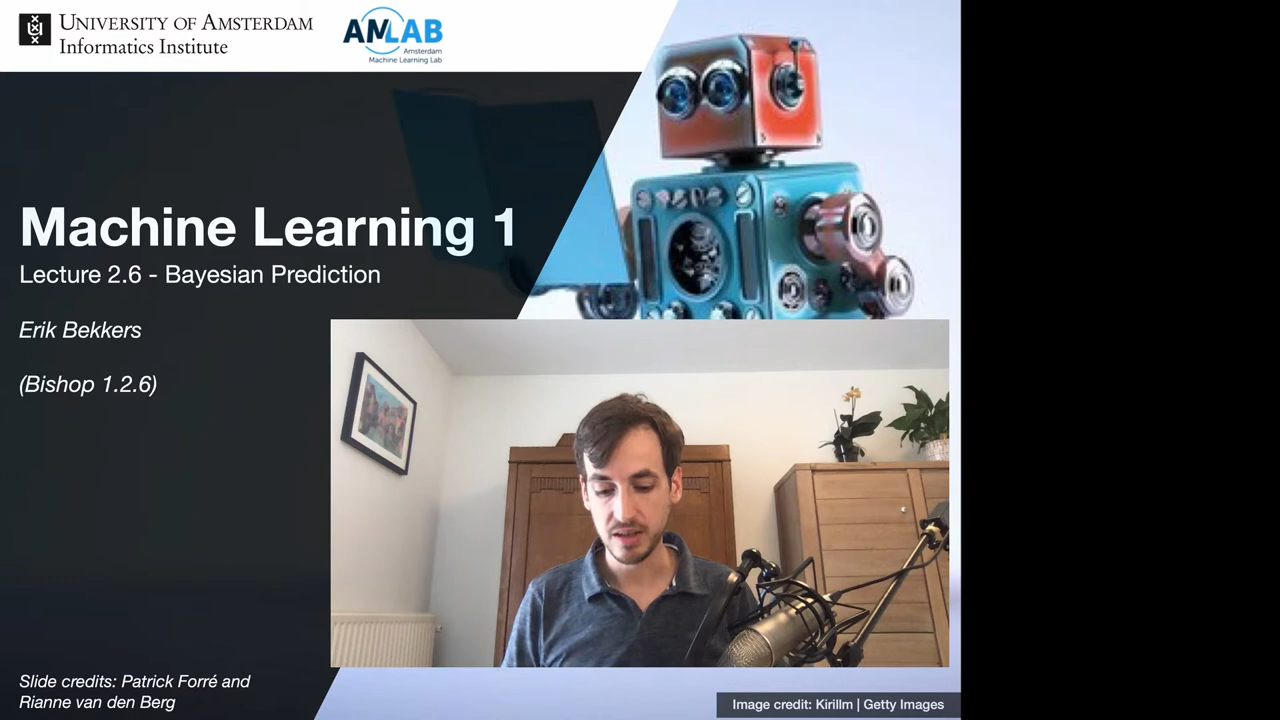 UNIVERSITY OF AMSTERDAM
Informatics Institute
AMLAB
Amsterdam
Machine Learning Lab
Machine Learning 1
Lecture 2.6 - Bayesian Prediction
Erik Bekkers
(Bishop 1.2.6)
Slide credits: Patrick Forré and
Rianne van den Berg
Image credit: Kirillm | Getty Images